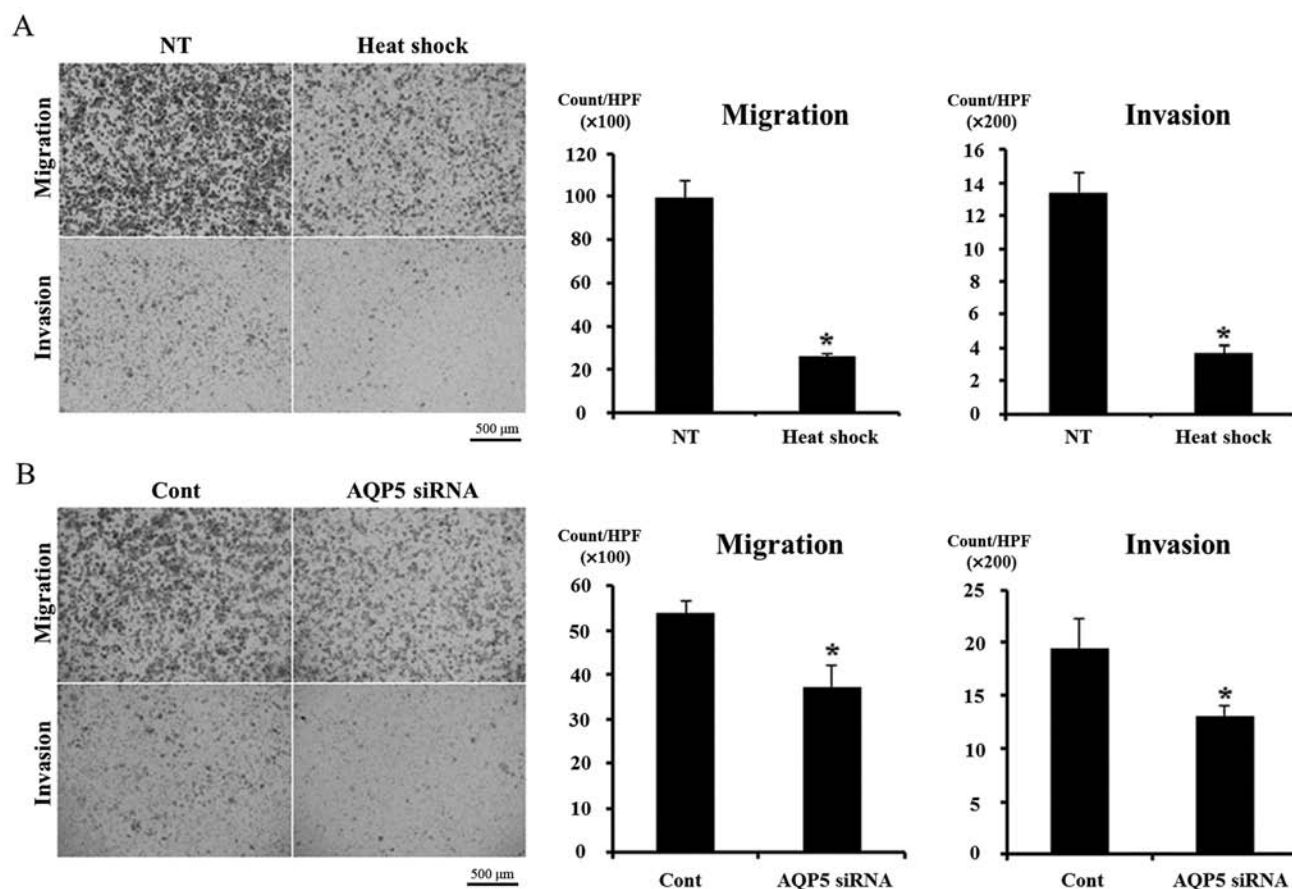 A
NT
Heat shock
Migration
Invasion
500 µm
Count/HPF
(×100)
Migration
120
100
80
60
40
20
0
*
NT
Heat shock
Count/HPF
(×200)
Invasion
16
14
12
10
8
6
4
2
0
*
NT
Heat shock
B
Cont
AQP5 siRNA
Migration
Invasion
500 µm
Count/HPF
(×100)
Migration
60
50
40
30
20
10
0
*
Cont
AQP5 siRNA
Count/HPF
(×200)
Invasion
25
20
15
10
5
0
*
Cont
AQP5 siRNA